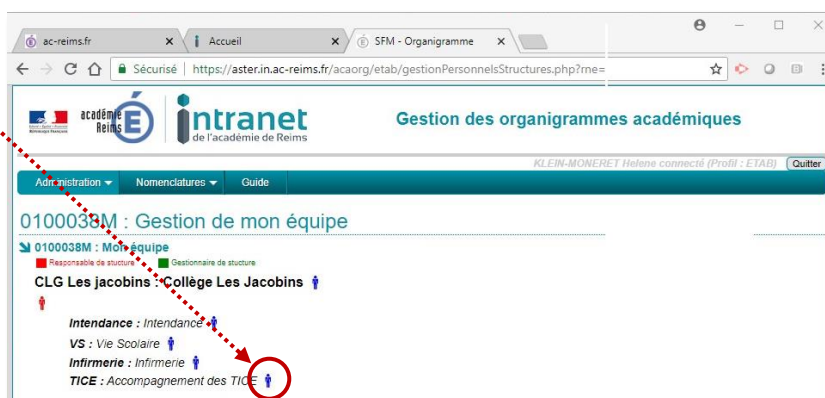 ac-reims.fr
Accueil
SFM - Organigramme
Sécurisé | https://aster.in.ac-reims.fr/acaorg/etab/gestionPersonnelsStructures.php?rne=
académie
Reims
intranet
de l'académie de Reims
Gestion des organigrammes académiques
KLEIN-MONERET Helene connecté (Profil : ETAB) Quitter
Administration Nomenclatures Guide
0100038M : Gestion de mon équipe
0100038M : Mon équipe
Responsable de stucture Gestionnaire de stucture
CLG Les jacobins : Collège Les Jacobins
Intendance : Intendance
VS : Vie Scolaire
Infirmerie : Infirmerie
TICE : Accompagnement des TICE